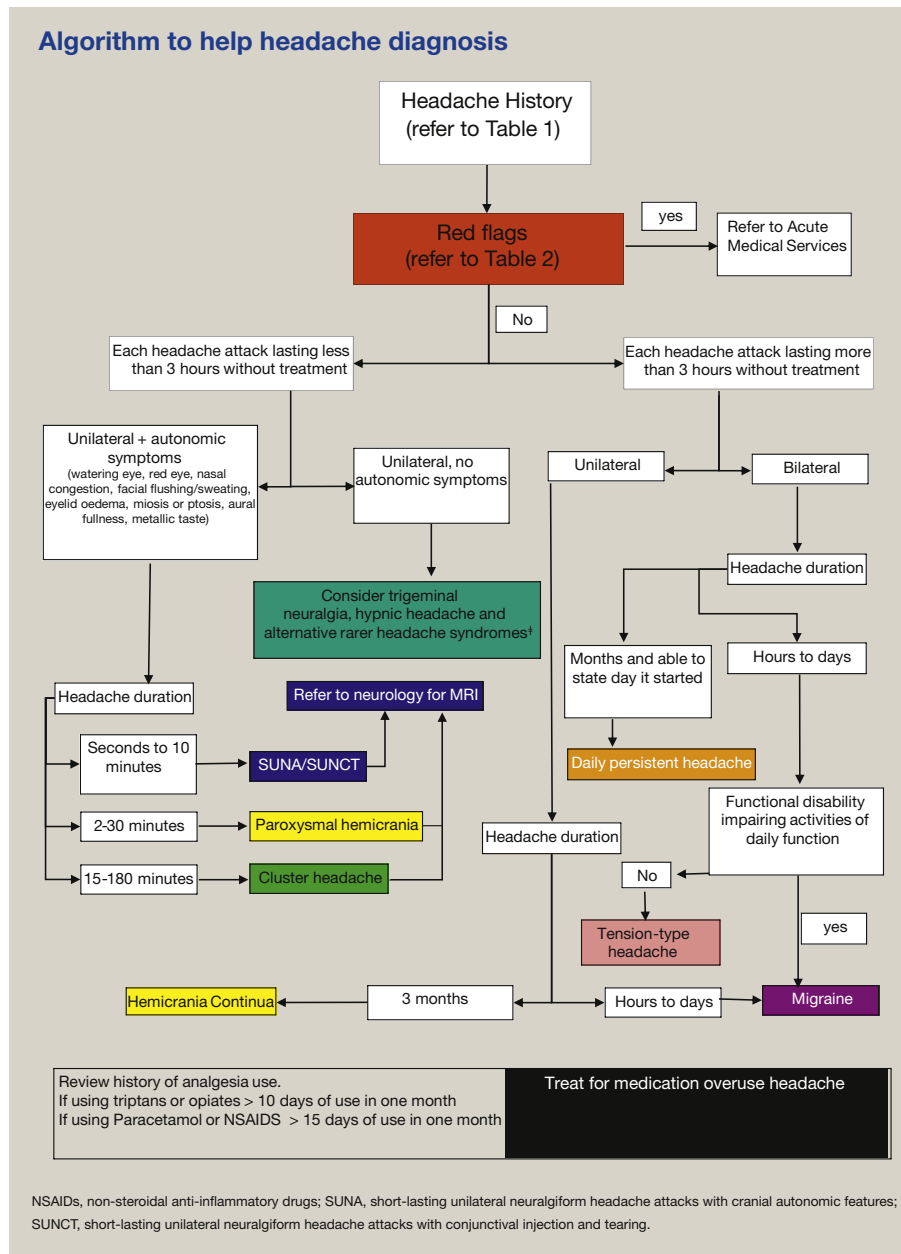 Algorithm to help headache diagnosis
Headache History
(refer to Table 1)
Red flags
(refer to Table 2)
yes
Refer to Acute
Medical Services
No
Each headache attack lasting less
than 3 hours without treatment
Each headache attack lasting more
than 3 hours without treatment
Unilateral + autonomic
symptoms
(watering eye, red eye, nasal
congestion, facial flushing/sweating,
eyelid oedema, miosis or ptosis, aural
fullness, metallic taste)
Unilateral, no
autonomic symptoms
Unilateral
Bilateral
Headache duration
Consider trigeminal
neuralgia, hypnic headache and
alternative rarer headache syndromes‡
Months and able to
state day it started
Hours to days
Headache duration
Refer to neurology for MRI
Seconds to 10
minutes
SUNA/SUNCT
Daily persistent headache
2-30 minutes
Paroxysmal hemicrania
Headache duration
Functional disability
impairing activities of
daily function
15-180 minutes
Cluster headache
No
Tension-type
headache
yes
Hemicrania Continua
3 months
Hours to days
Migraine
Review history of analgesia use.
If using triptans or opiates > 10 days of use in one month
If using Paracetamol or NSAIDS > 15 days of use in one month
Treat for medication overuse headache
NSAIDs, non-steroidal anti-inflammatory drugs; SUNA, short-lasting unilateral neuralgiform headache attacks with cranial autonomic features;
SUNCT, short-lasting unilateral neuralgiform headache attacks with conjunctival injection and tearing.